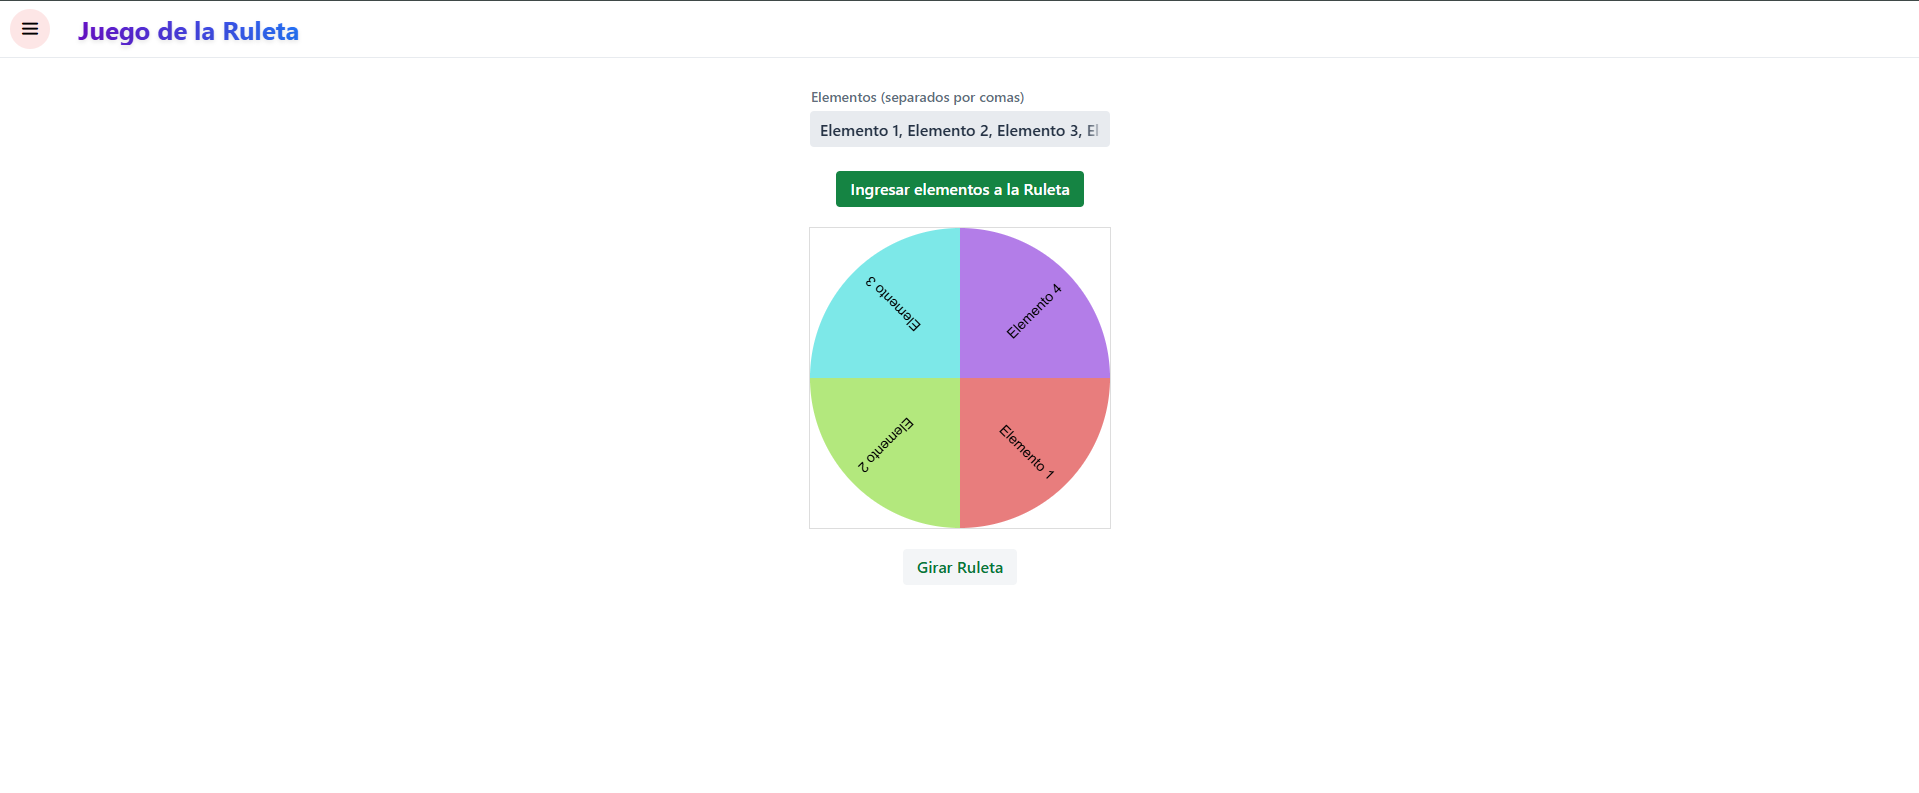 Juego de la Ruleta
Elementos (separados por comas)
Elemento 1, Elemento 2, Elemento 3, El
Ingresar elementos a la Ruleta
Elemento 3
Elemento 4
Elemento 2
Elemento 1
Girar Ruleta